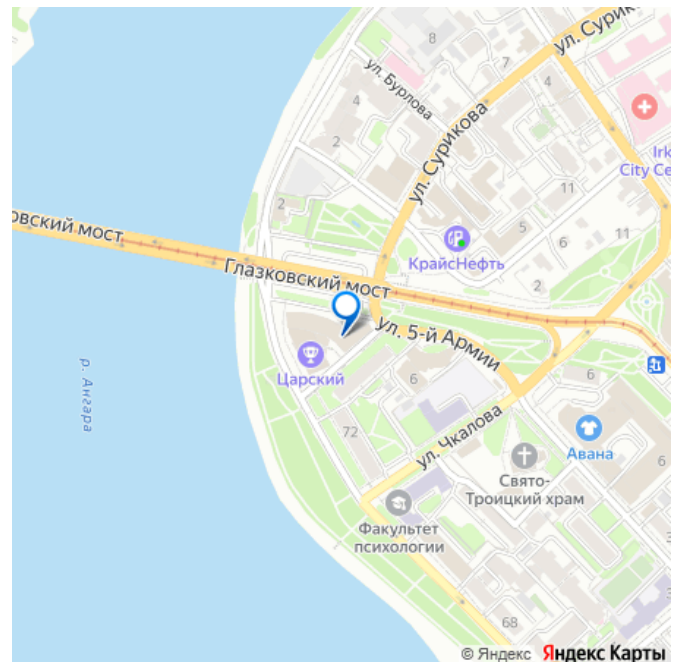 ул. Сурикова
8
ул. Бурлова
4
4
2
ул. Сурикова
Irk
City Ce
11
2
5
6
11
КрайсНефть
2
овский мост
Глазковский мост
ул. 5-й Армии
Царский
6
6
72
ул. Чкалова
Авана
6
р. Ангара
Свято-
Троицкий храм
Факультет
психологии
68
© Яндекс Яндекс Карты